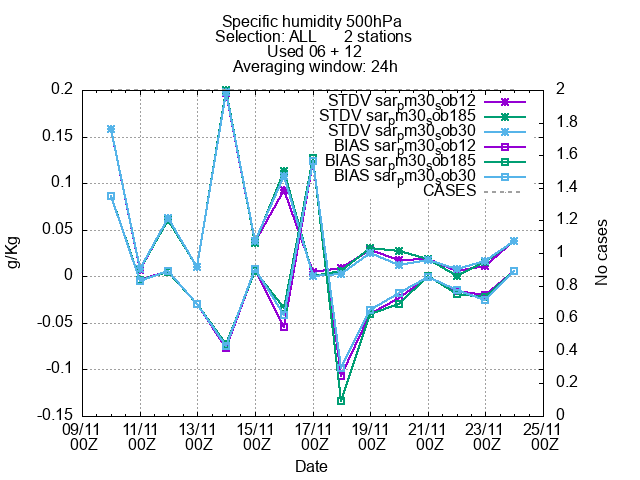 Specific humidity 500hPa
Selection: ALL 2 stations
Used 06 + 12
Averaging window: 24h
STDV sar_pm30_sob12
STDV sar_pm30_sob185
STDV sar_pm30_sob30
BIAS sar_pm30_sob12
BIAS sar_pm30_sob185
BIAS sar_pm30_sob30
CASES
0.2
0.15
0.1
0.05
0
-0.05
-0.1
-0.15
g/Kg
2
1.8
1.6
1.4
1.2
1
0.8
0.6
0.4
0.2
0
No cases
09/11 11/11 13/11 15/11 17/11 19/11 21/11 23/11 25/11
00Z 00Z 00Z 00Z 00Z 00Z 00Z 00Z 00Z
Date